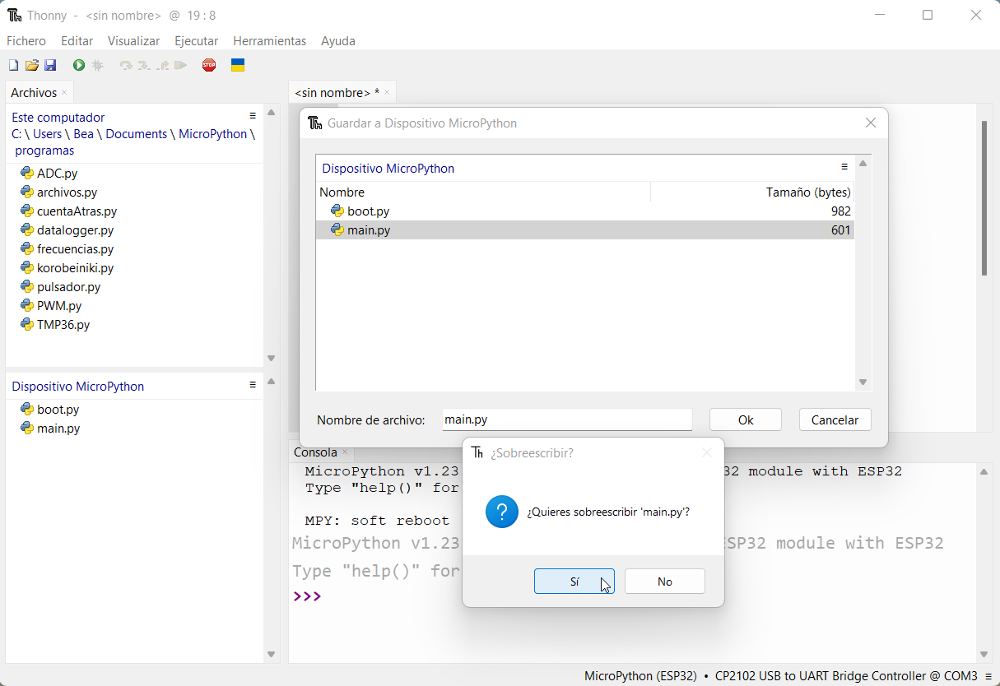 Thonny - <sin nombre> @ 19 : 8
Fichero Editar Visualizar Ejecutar Herramientas Ayuda
STOP
Archivos
Este computador
C: \ Users \ Bea \ Documents \ MicroPython \
programas
ADC.py
archivos.py
cuentaAtras.py
datalogger.py
frecuencias.py
korobeiniki.py
pulsador.py
PWM.py
TMP36.py
Dispositivo MicroPython
boot.py
main.py
<sin nombre> *
Guardar a Dispositivo MicroPython
Dispositivo MicroPython
Nombre Tamaño (bytes)
boot.py 982
main.py 601
Nombre de archivo: main.py Ok Cancelar
Consola
MicroPython v1.23 32 module with ESP32
Type "help()" for
MPY: soft reboot
MicroPython v1.23 ESP32 module with ESP32
Type "help()" for
>>>
Th ¿Sobreescribir?
? ¿Quieres sobreescribir 'main.py'?
Sí No
MicroPython (ESP32) • CP2102 USB to UART Bridge Controller @ COM3 ≡